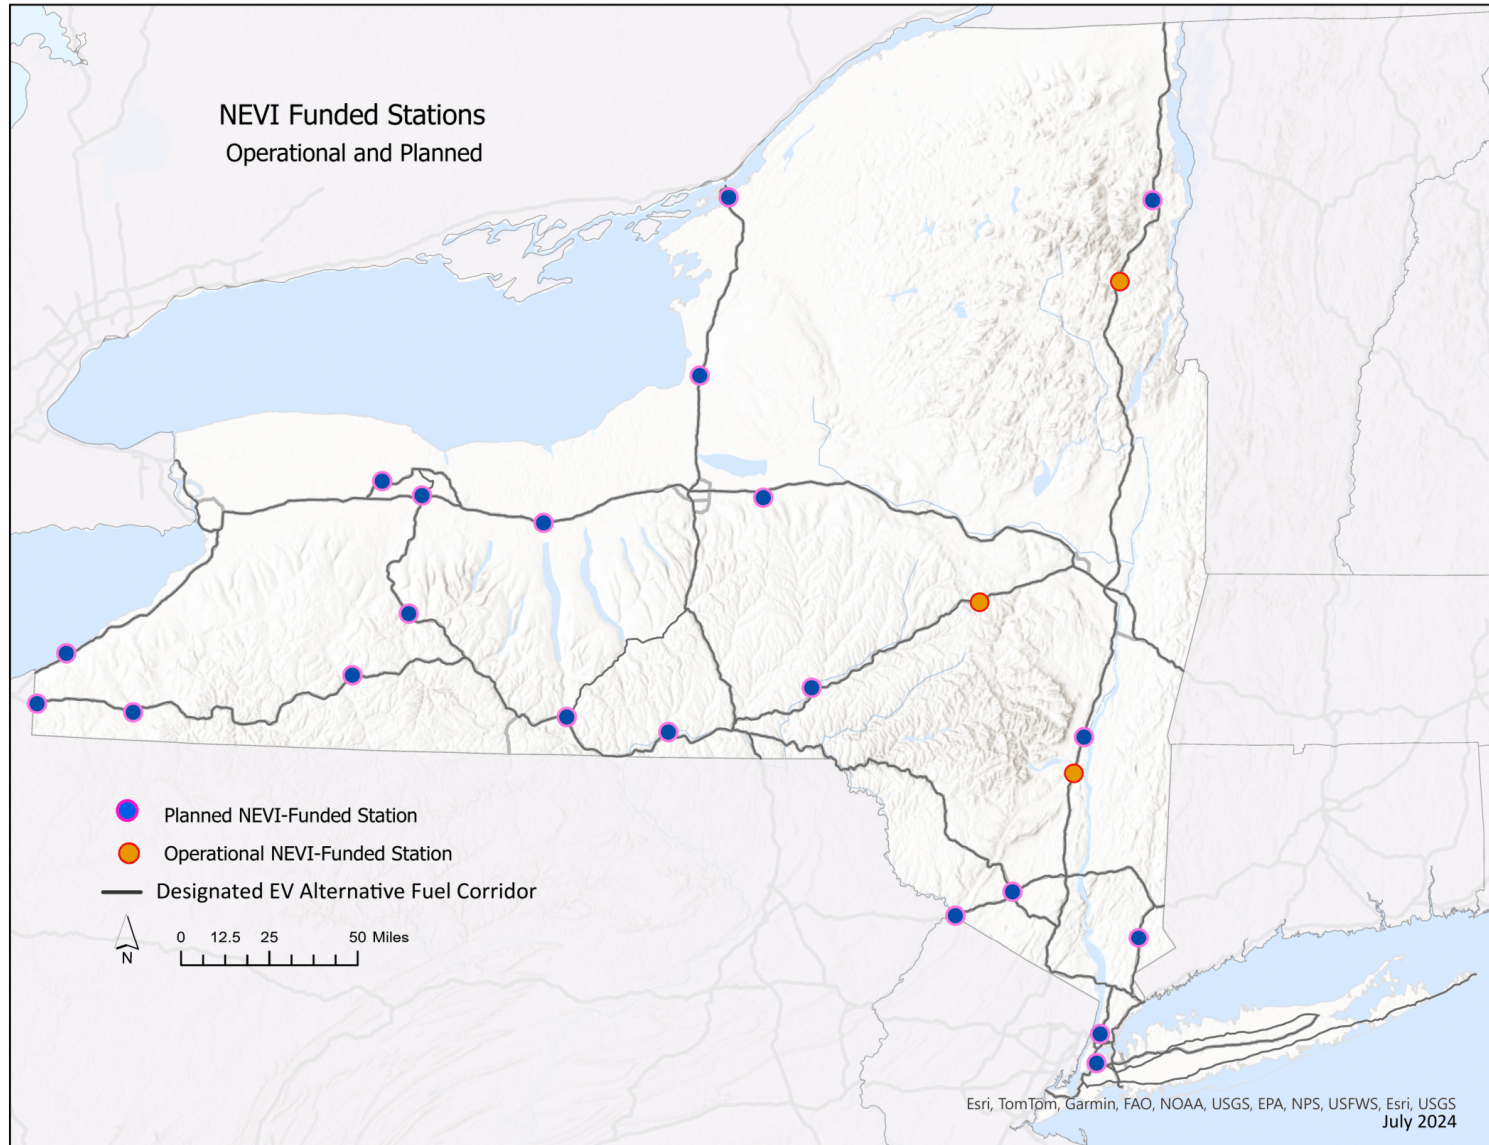 NEVI Funded Stations
Operational and Planned
Planned NEVI-Funded Station
Operational NEVI-Funded Station
Designated EV Alternative Fuel Corridor
N
0 12.5 25 50 Miles
Esri, TomTom, Garmin, FAO, NOAA, USGS, EPA, NPS, USFWS, Esri, USGS
July 2024